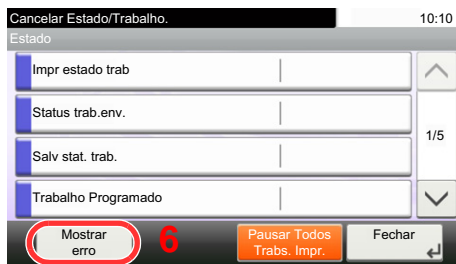 Cancelar Estado/Trabalho.
10:10
Estado
Impr estado trab
Status trab.env.
Salv stat. trab.
1/5
Trabalho Programado
Mostrar
erro
6
Pausar Todos
Trabs. Impr.
Fechar